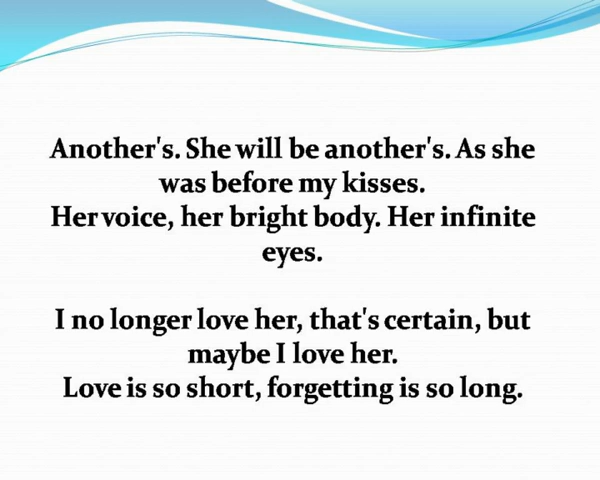 Another's. She will be another's. As she
was before my kisses.
Her voice, her bright body. Her infinite
eyes.
I no longer love her, that's certain, but
maybe I love her.
Love is so short, forgetting is so long.